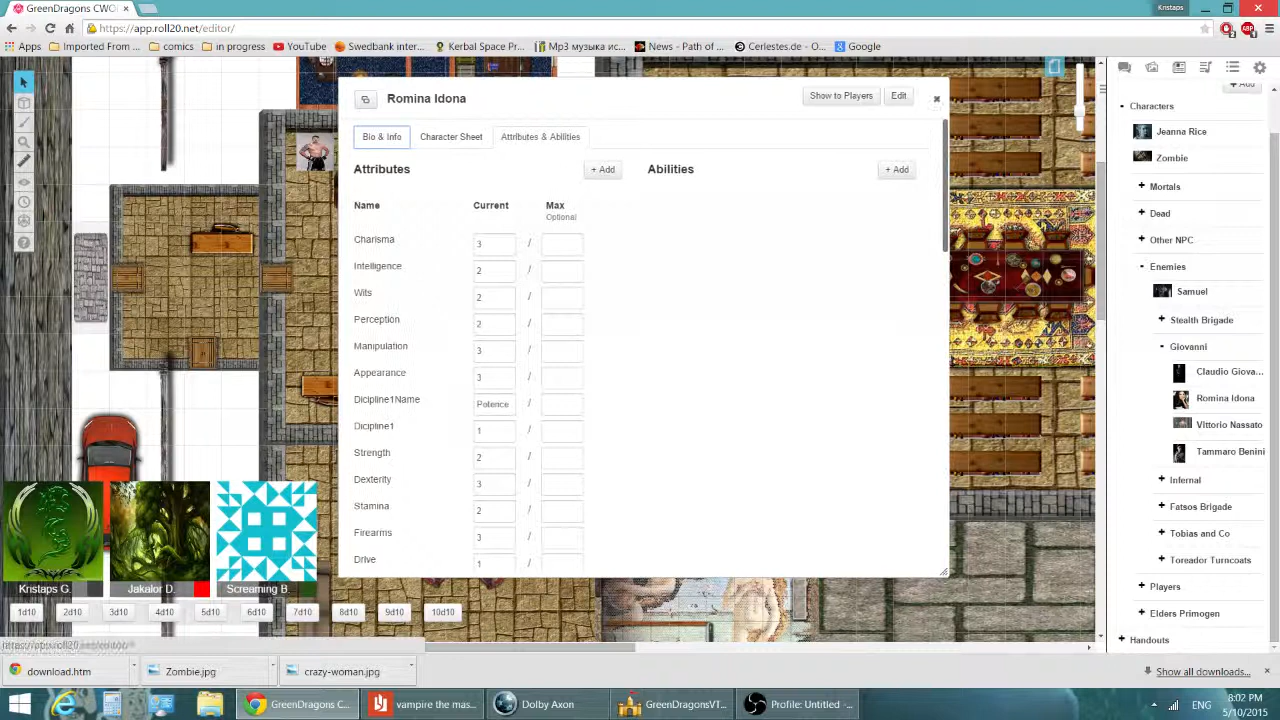 GreenDragons CWO
Kristaps
https://app.roll20.net/editor/
Apps
Imported From ...
comics
in progress
YouTube
Swedbank inter...
Kerbal Space Pr...
Mp3 музыка ис...
News - Path of ...
Cerlestes.de - O...
Google
Romina Idona
Show to Players
Edit
Bio & Info
Character Sheet
Attributes & Abilities
Attributes
+ Add
Abilities
+ Add
Name
Current
Max
Optional
Charisma 3 /
Intelligence 2 /
Wits 2 /
Perception 2 /
Manipulation 3 /
Appearance 3 /
Dicipline1Name Potence /
Dicipline1 1 /
Strength 2 /
Dexterity 3 /
Stamina 2 /
Firearms 3 /
Drive 1 /
+ Add
Characters
Jeanna Rice
Zombie
Mortals
Dead
Other NPC
Enemies
Samuel
Stealth Brigade
Giovanni
Claudio Giova...
Romina Idona
Vittorio Nassato
Tammaro Benini
Infernal
Fatsos Brigade
Tobias and Co
Toreador Turncoats
Players
Elders Primogen
Handouts
Kristaps G.
Jakalor D.
Screaming B.
1d10
2d10
3d10
4d10
5d10
6d10
7d10
8d10
9d10
10d10
download.htm
Zombie.jpg
crazy-woman.jpg
Show all downloads...
GreenDragons C...
vampire the mas...
Dolby Axon
GreenDragonsVT...
Profile: Untitled -...
ENG
8:02 PM
5/10/2015